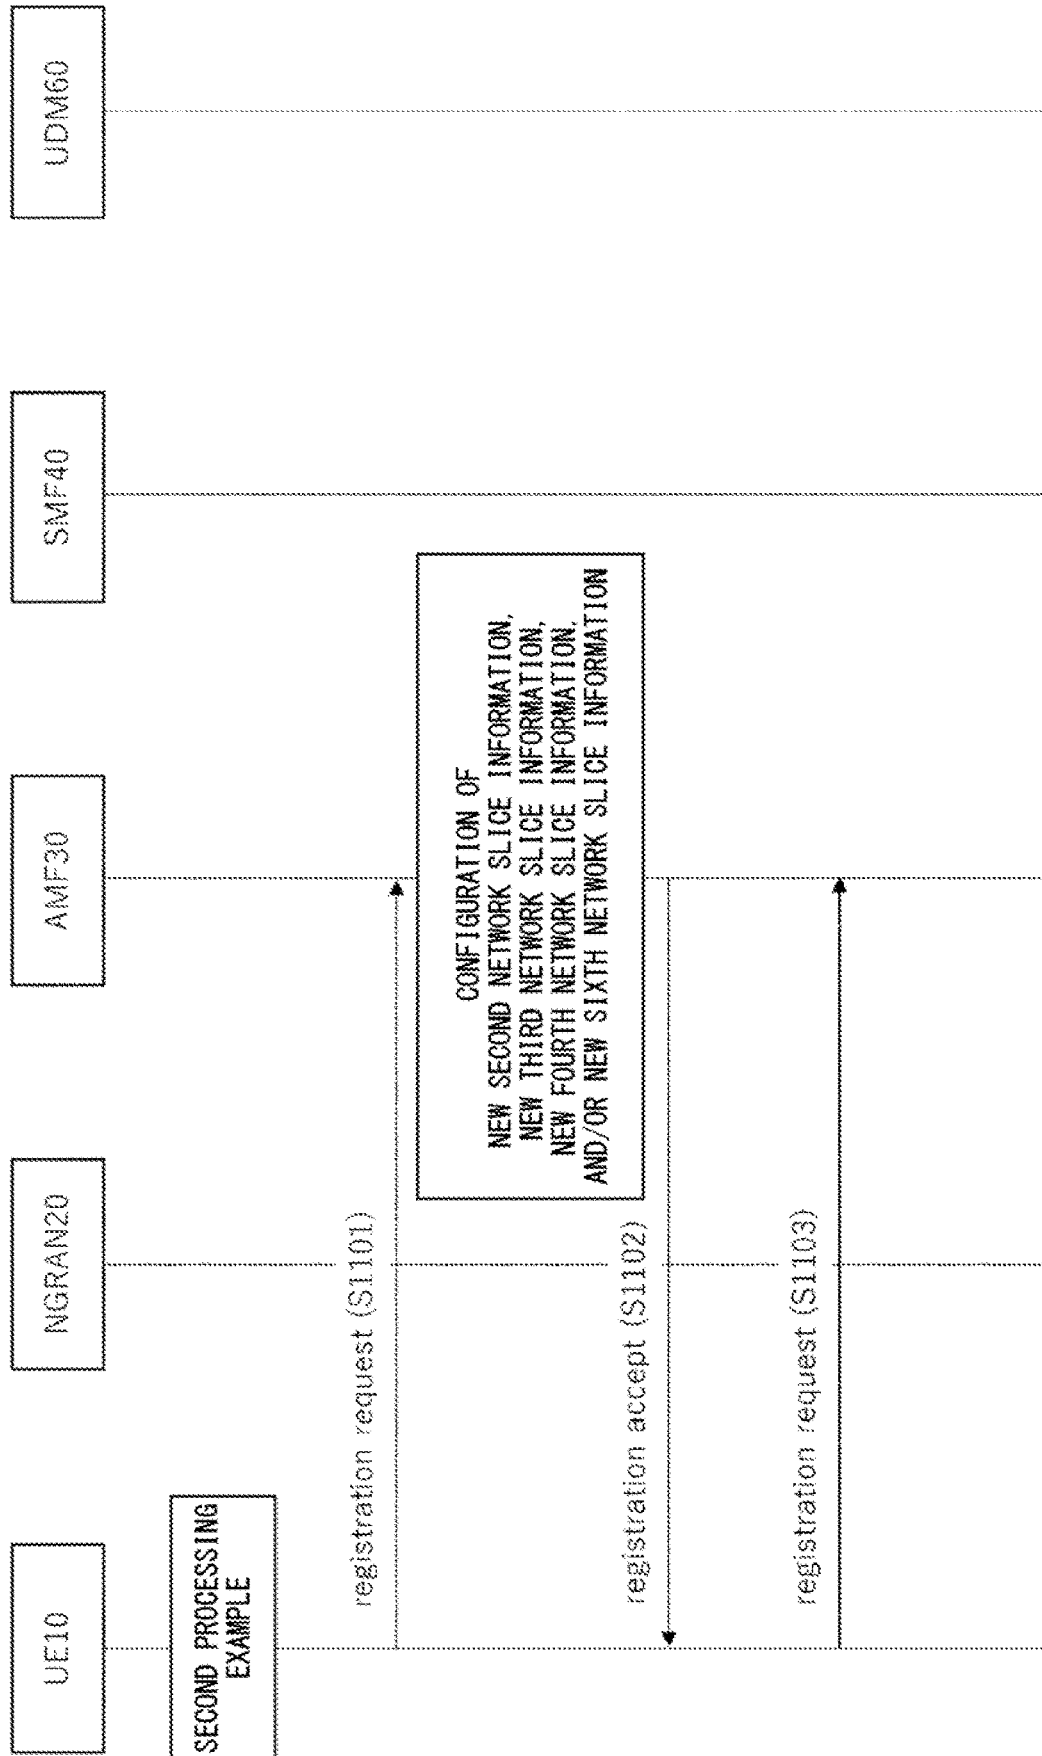 UE10
NGRAN20
AMF30
SMF40
UDM60
SECOND PROCESSING
EXAMPLE
registration request (S1101)
CONFIGURATION OF
NEW SECOND NETWORK SLICE INFORMATION,
NEW THIRD NETWORK SLICE INFORMATION,
NEW FOURTH NETWORK SLICE INFORMATION,
AND/OR NEW SIXTH NETWORK SLICE INFORMATION
registration accept (S1102)
registration request (S1103)